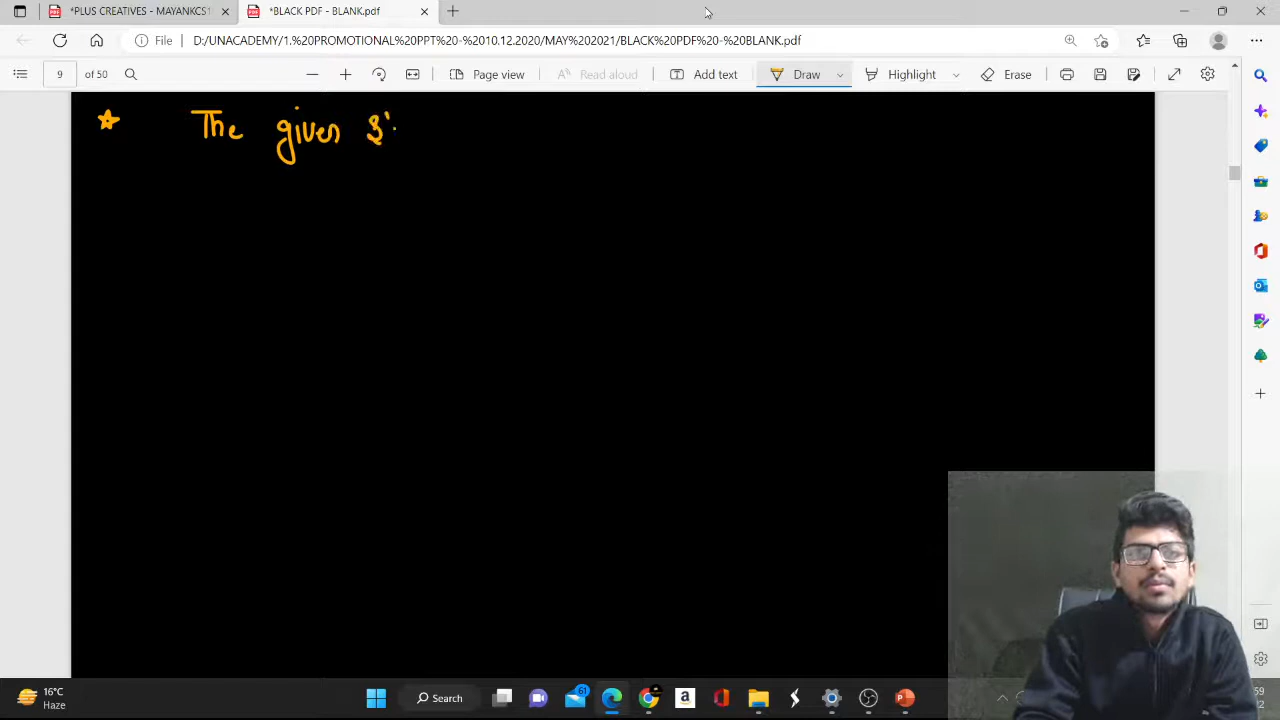 *PLUS CREATIVES - MAYANKCS1
*BLACK PDF - BLANK.pdf
File
D:/UNACADEMY/1.%20PROMOTIONAL%20PPT%20-%2010.12.2020/MAY%202021/BLACK%20PDF%20-%20BLANK.pdf
9 of 50
Page view
Read aloud
Add text
Draw
Highlight
Erase
The given
16°C
Haze
Search
61